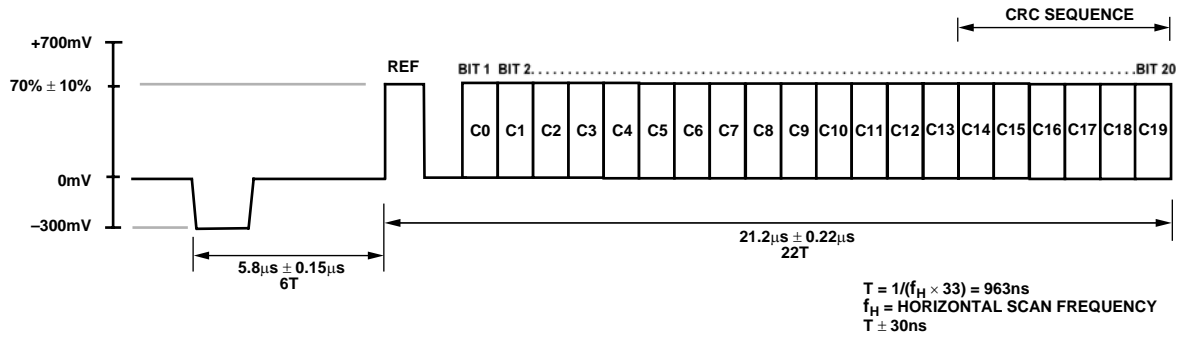 CRC SEQUENCE
+700mV
REF
BIT 1 BIT 2 BIT 20
70% ± 10%
C0 C1 C2 C3 C4 C5 C6 C7 C8 C9 C10 C11 C12 C13 C14 C15 C16 C17 C18 C19
0mV
–300mV
21.2µs ± 0.22µs
22T
5.8µs ± 0.15µs
6T
T = 1/(fH × 33) = 963ns
fH = HORIZONTAL SCAN FREQUENCY
T ± 30ns